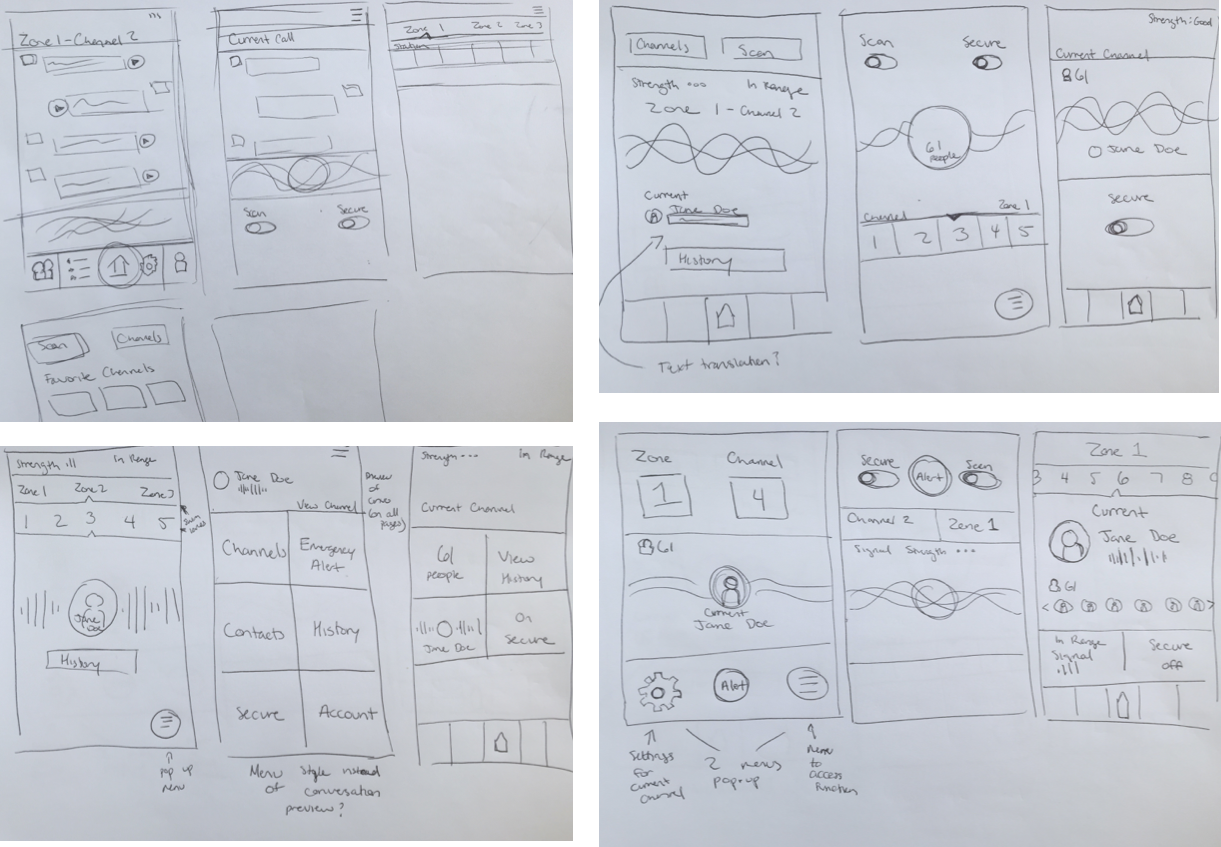 Zone 1 - Channel 2
Current Call
Scan
Secure
Zone 1
Zone 2
Zone 3
Station
Scan
Channels
Favorite Channels
Channels
Scan
Strength
In Range
Zone 1 - Channel 2
Current
A
Jane Doe
History
Text translation?
Scan
Secure
61
people
Channel
Zone 1
1 2 3 4 5
Strength: Good
Current Channel
61
Jane Doe
Secure
Strength
In Range
Zone 1
Zone 2
Zone 3
1 2 3 4 5
Jane
Doe
History
pop up
menu
Jane Doe
View Channel
Channels
Emergency
Alert
Contacts
History
Secure
Account
Menu style instead
of conversation
preview?
of
(on all
pages)
Strength
In Range
Current Channel
61
people
View
History
Jane Doe
On
Secure
Zone
Channel
1
4
61
Current
Jane Doe
Alert
Settings
for
current
channel
2 menus
pop-up
menu
to
access
function
Secure
Alert
Scan
Channel 2
Zone 1
Signal Strength
Zone 1
3 4 5 6 7 8 9
Current
Jane Doe
61
< >
In Range
Signal
Secure
off